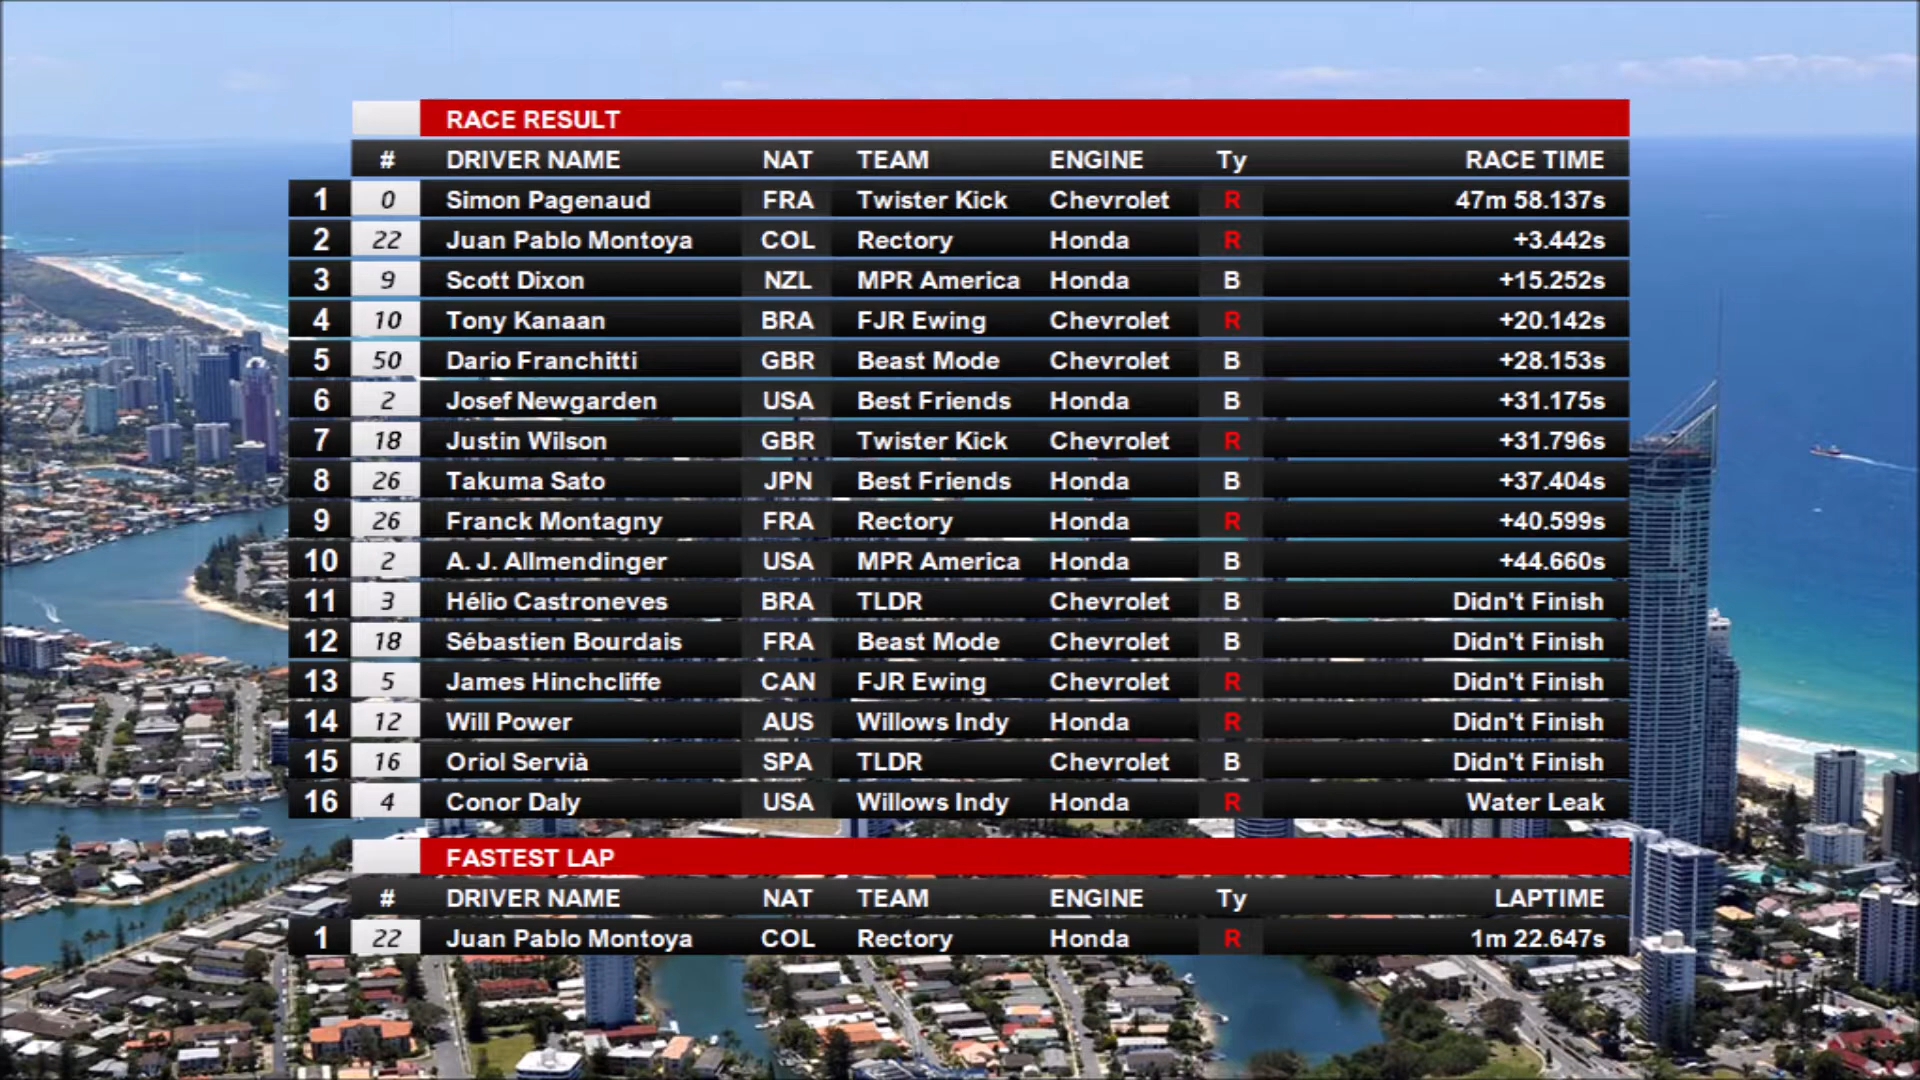 RACE RESULT
# DRIVER NAME NAT TEAM ENGINE Ty RACE TIME
1 0 Simon Pagenaud FRA Twister Kick Chevrolet R 47m 58.137s
2 22 Juan Pablo Montoya COL Rectory Honda R +3.442s
3 9 Scott Dixon NZL MPR America Honda B +15.252s
4 10 Tony Kanaan BRA FJR Ewing Chevrolet R +20.142s
5 50 Dario Franchitti GBR Beast Mode Chevrolet B +28.153s
6 2 Josef Newgarden USA Best Friends Honda B +31.175s
7 18 Justin Wilson GBR Twister Kick Chevrolet R +31.796s
8 26 Takuma Sato JPN Best Friends Honda B +37.404s
9 26 Franck Montagny FRA Rectory Honda R +40.599s
10 2 A. J. Allmendinger USA MPR America Honda B +44.660s
11 3 Hélio Castroneves BRA TLDR Chevrolet B Didn't Finish
12 18 Sébastien Bourdais FRA Beast Mode Chevrolet B Didn't Finish
13 5 James Hinchcliffe CAN FJR Ewing Chevrolet R Didn't Finish
14 12 Will Power AUS Willows Indy Honda R Didn't Finish
15 16 Oriol Servià SPA TLDR Chevrolet B Didn't Finish
16 4 Conor Daly USA Willows Indy Honda R Water Leak
FASTEST LAP
# DRIVER NAME NAT TEAM ENGINE Ty LAPTIME
1 22 Juan Pablo Montoya COL Rectory Honda R 1m 22.647s